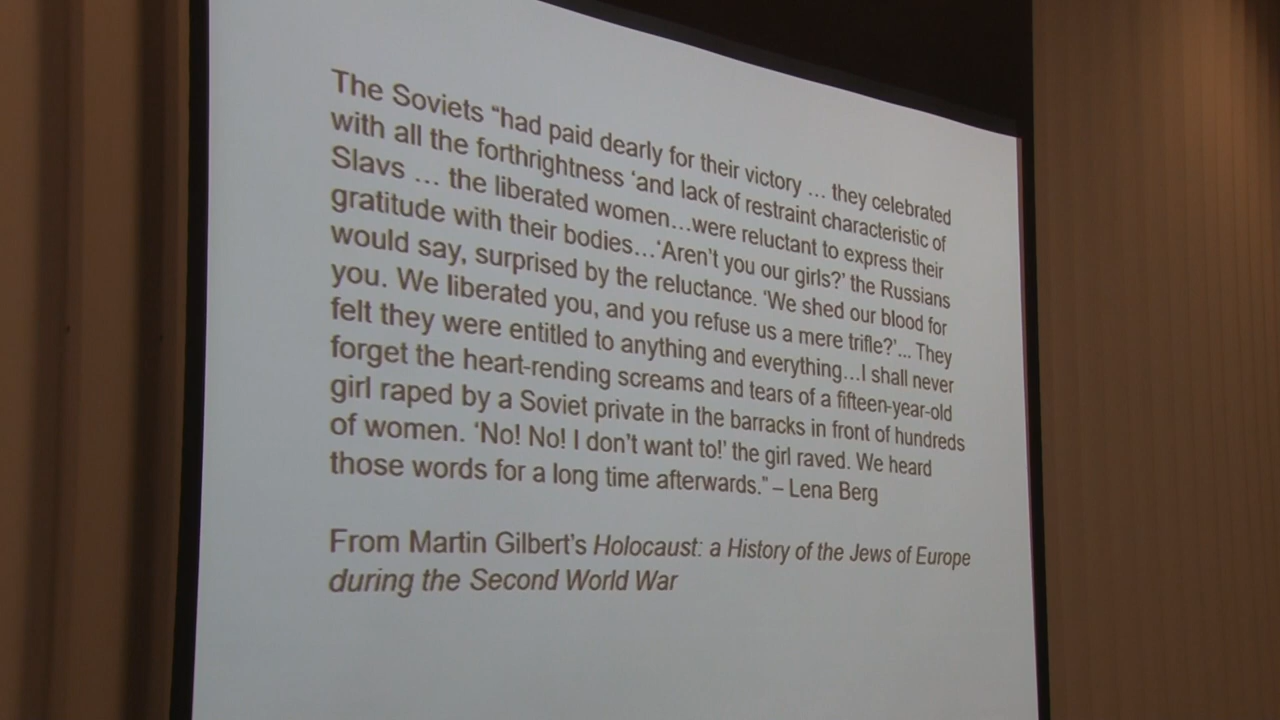 The Soviets “had paid dearly for their victory … they celebrated
with all the forthrightness ‘and lack of restraint characteristic of
Slavs … the liberated women…were reluctant to express their
gratitude with their bodies…‘Aren’t you our girls?’ the Russians
would say, surprised by the reluctance. ‘We shed our blood for
you. We liberated you, and you refuse us a mere trifle?’... They
felt they were entitled to anything and everything…I shall never
forget the heart-rending screams and tears of a fifteen-year-old
girl raped by a Soviet private in the barracks in front of hundreds
of women. ‘No! No! I don’t want to!’ the girl raved. We heard
those words for a long time afterwards.” – Lena Berg
From Martin Gilbert’s Holocaust: a History of the Jews of Europe
during the Second World War